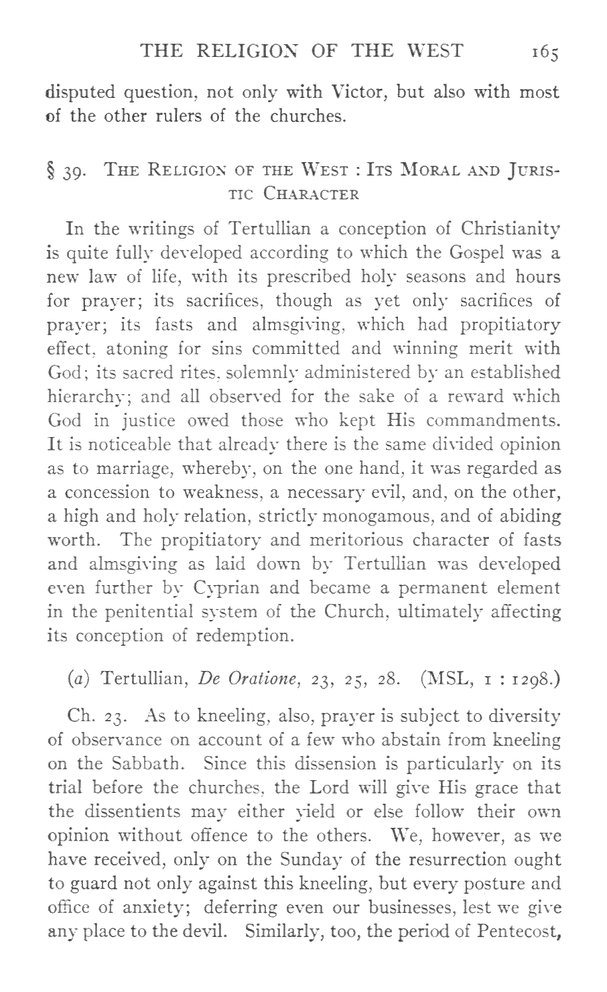 THE RELIGION OF THE WEST 165
disputed question, not only with Victor, but also with most
of the other rulers of the churches.
§ 39. The Religion of the West : Its Moral and Juris-
tic Character
In the writings of Tertullian a conception of Christianity
is quite fully developed according to which the Gospel was a
new law of life, with its prescribed holy seasons and hours
for prayer; its sacrifices, though as yet only sacrifices of
prayer; its fasts and almsgiving, which had propitiatory
effect, atoning for sins committed and winning merit with
God; its sacred rites, solemnly administered by an established
hierarchy; and all observed for the sake of a reward which
God in justice owed those who kept His commandments.
It is noticeable that already there is the same divided opinion
as to marriage, whereby, on the one hand, it was regarded as
a concession to weakness, a necessary evil, and, on the other,
a high and holy relation, strictly monogamous, and of abiding
worth. The propitiatory and meritorious character of fasts
and almsgiving as laid down by Tertullian was developed
even further by Cyprian and became a permanent element
in the penitential system of the Church, ultimately affecting
its conception of redemption.
(a) Tertullian, De Oratione, 23, 25, 28. (MSL, 1 : 1298.)
Ch. 23. As to kneeling, also, prayer is subject to diversity
of observance on account of a few who abstain from kneeling
on the Sabbath. Since this dissension is particularly on its
trial before the churches, the Lord will give His grace that
the dissentients may either yield or else follow their own
opinion without offence to the others. We, however, as we
have received, only on the Sunday of the resurrection ought
to guard not only against this kneeling, but every posture and
office of anxiety; deferring even our businesses, lest we give
any place to the devil. Similarly, too, the period of Pentecost,